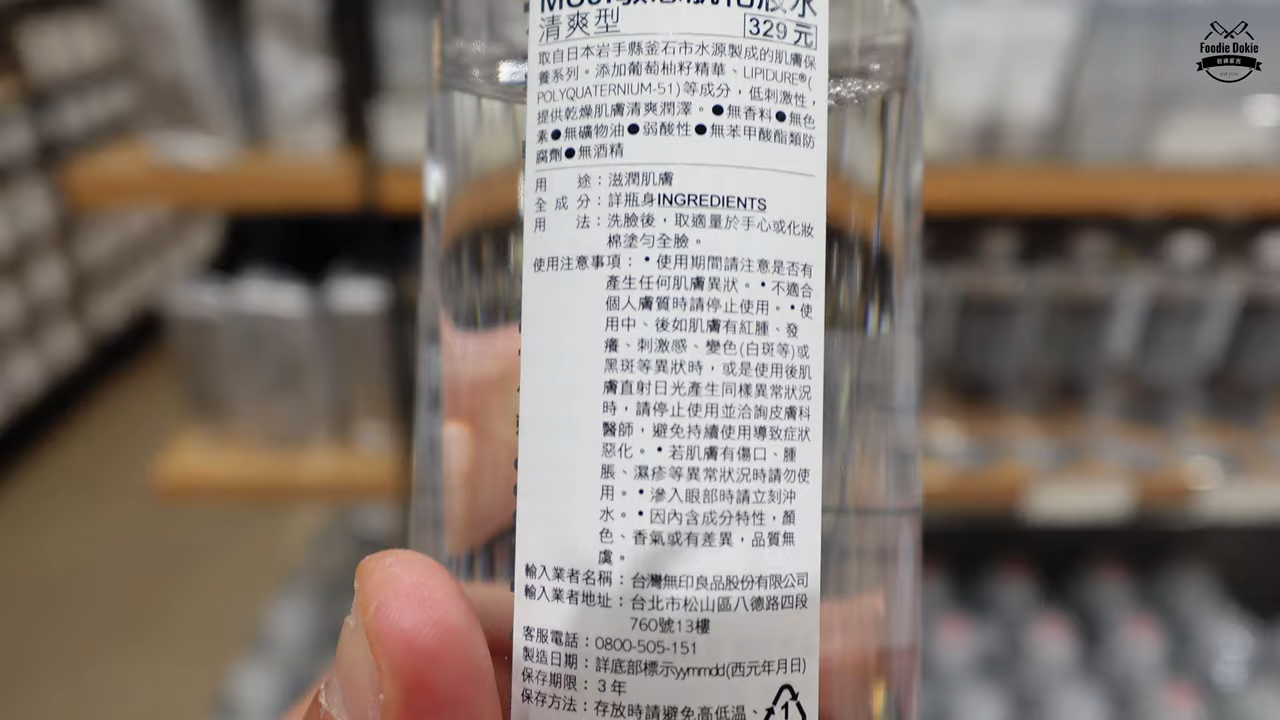 MUJI敏感肌化妝水
清爽型
329 元
取自日本岩手縣釜石市水源製成的肌膚保
養系列。添加葡萄柚籽精華、LIPIDURE®(
POLYQUATERNIUM-51)等成分，低刺激性，
提供乾燥肌膚清爽潤澤。●無香料●無色
素●無礦物油●弱酸性●無苯甲酸酯類防
腐劑●無酒精
用　　途：滋潤肌膚
全 成 分：詳瓶身INGREDIENTS
用　　法：洗臉後，取適量於手心或化妝
棉塗勻全臉。
使用注意事項：•使用期間請注意是否有
產生任何肌膚異狀。•不適合
個人膚質時請停止使用。•使
用中、後如肌膚有紅腫、發
癢、刺激感、變色(白斑等)或
黑斑等異狀時，或是使用後肌
膚直射日光產生同樣異常狀況
時，請停止使用並洽詢皮膚科
醫師，避免持續使用導致症狀
惡化。•若肌膚有傷口、腫
脹、濕疹等異常狀況時請勿使
用。•滲入眼部時請立刻沖
水。•因內含成分特性，顏
色、香氣或有差異，品質無
虞。
輸入業者名稱：台灣無印良品股份有限公司
輸入業者地址：台北市松山區八德路四段
760號13樓
客服電話：0800-505-151
製造日期：詳底部標示yymmdd(西元年月日)
保存期限：3 年
保存方法：存放時請避免高低溫、
1
Foodie Dokie